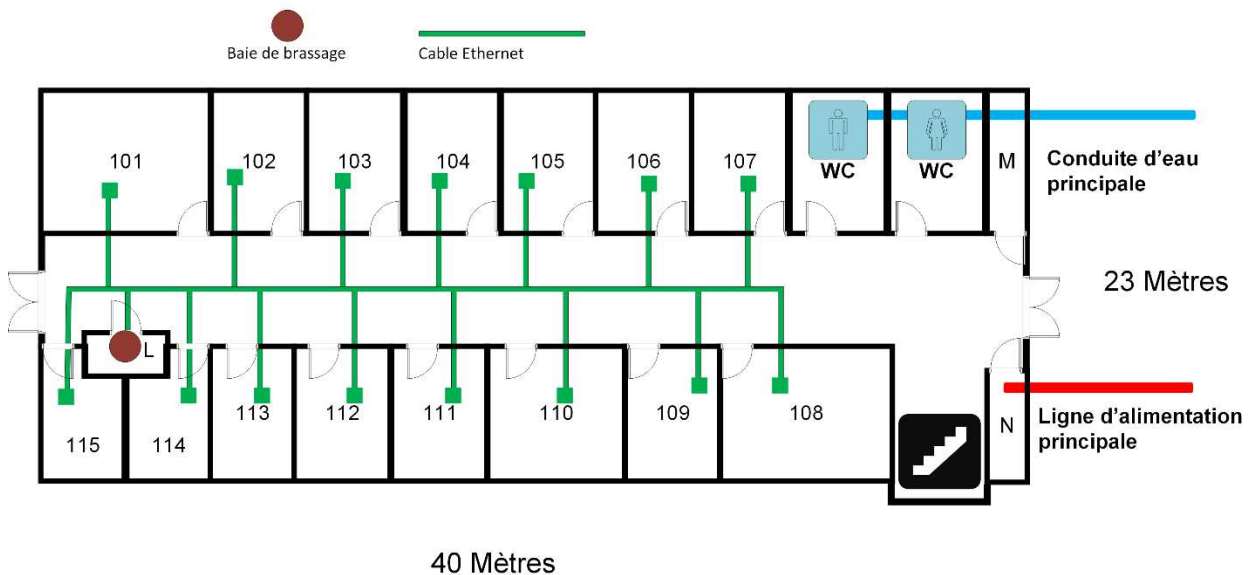 Baie de brassage
Cable Ethernet
101
102
103
104
105
106
107
WC
WC
M
Conduite d’eau
principale
23 Mètres
L
115
114
113
112
111
110
109
108
N
Ligne d’alimentation
principale
40 Mètres